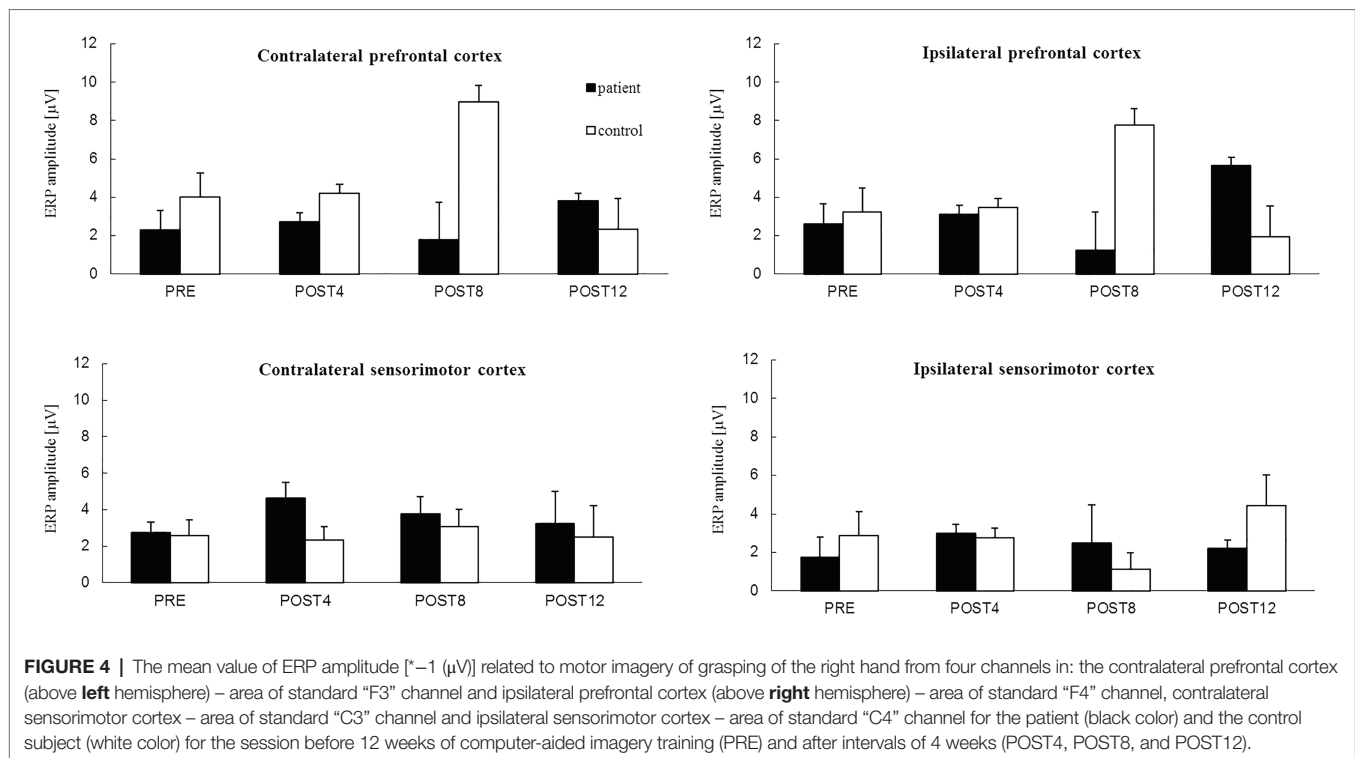 Contralateral prefrontal cortex
ERP amplitude [µV]
12
10
8
6
4
2
0
patient
control
PRE POST4 POST8 POST12
Ipsilateral prefrontal cortex
ERP amplitude [µV]
12
10
8
6
4
2
0
PRE POST4 POST8 POST12
Contralateral sensorimotor cortex
ERP amplitude [µV]
12
10
8
6
4
2
0
PRE POST4 POST8 POST12
Ipsilateral sensorimotor cortex
ERP amplitude [µV]
12
10
8
6
4
2
0
PRE POST4 POST8 POST12
FIGURE 4 | The mean value of ERP amplitude [*−1 (µV)] related to motor imagery of grasping of the right hand from four channels in: the contralateral prefrontal cortex
(above left hemisphere) – area of standard “F3” channel and ipsilateral prefrontal cortex (above right hemisphere) – area of standard “F4” channel, contralateral
sensorimotor cortex – area of standard “C3” channel and ipsilateral sensorimotor cortex – area of standard “C4” channel for the patient (black color) and the control
subject (white color) for the session before 12 weeks of computer-aided imagery training (PRE) and after intervals of 4 weeks (POST4, POST8, and POST12).